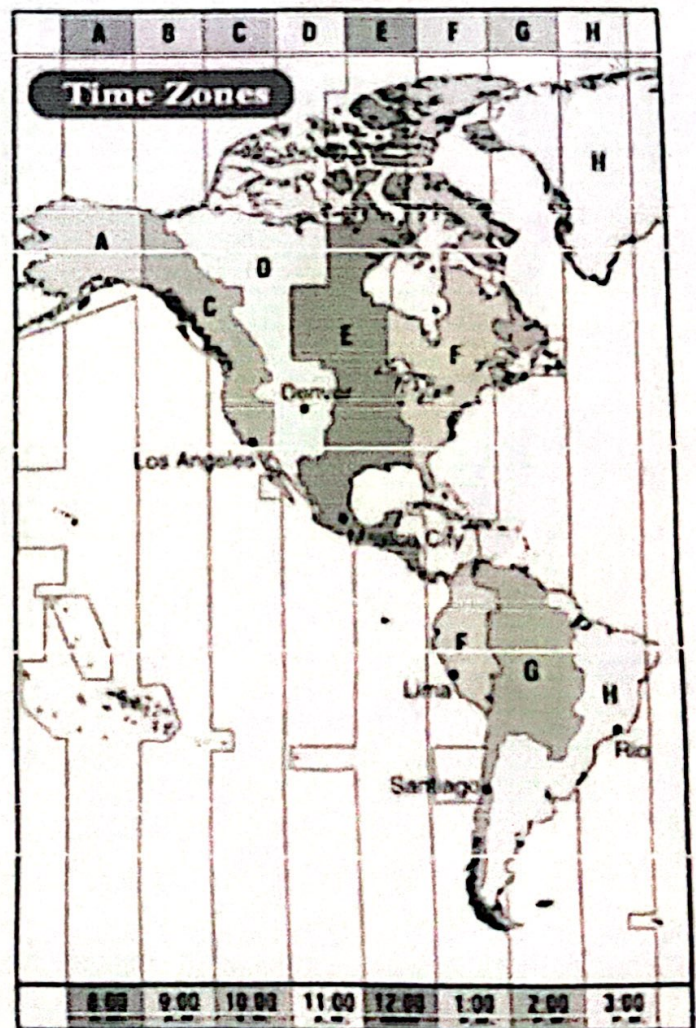 A B C D E F G H
Time Zones
H
A
D
C
E
F
Denver
Los Angeles
Mexico City
F
G
H
Lima
Rio
Santiago
8:00 9:00 10:00 11:00 12:00 1:00 2:00 3:00